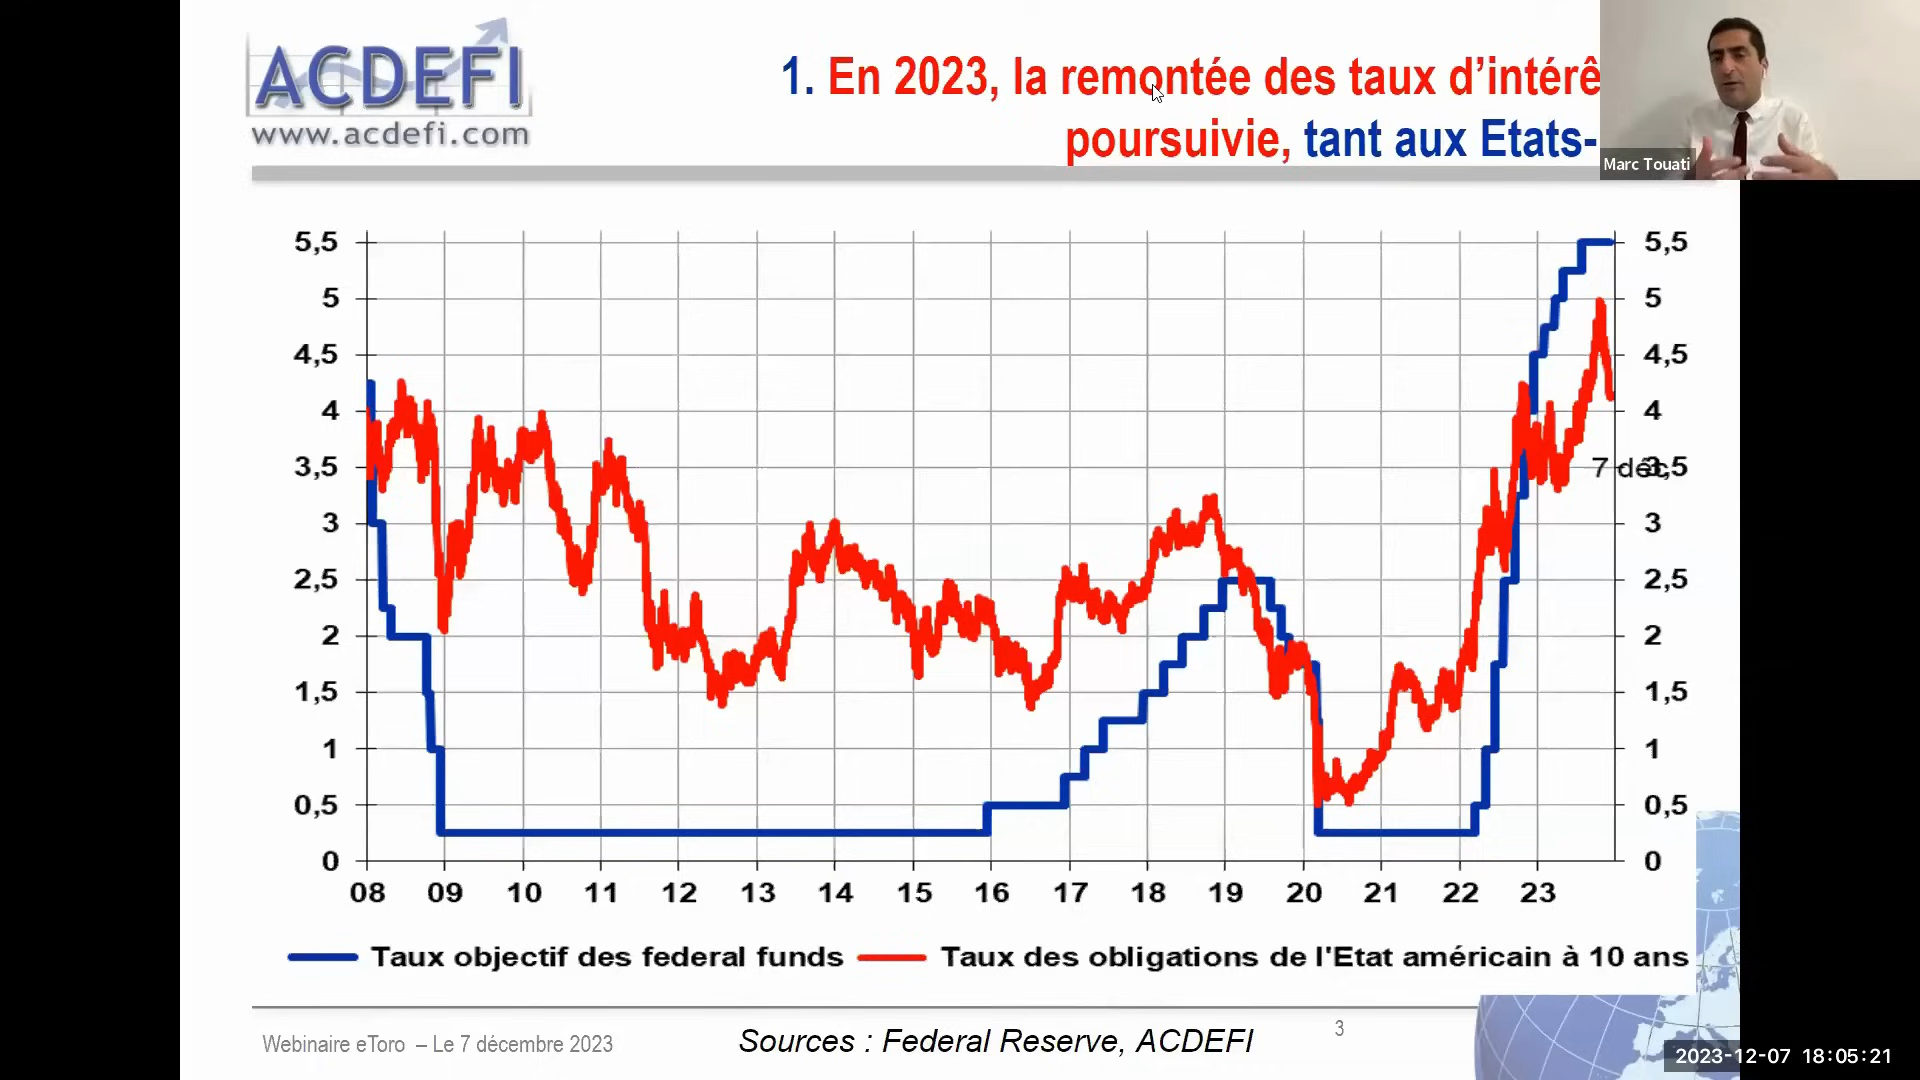 ACDEFI
www.acdefi.com
1. En 2023, la remontée des taux d'intérê
poursuivie, tant aux Etats-
Marc Touati
5,5 5,5
5 5
4,5 4,5
4 4
3,5 7 déc 3,5
3 3
2,5 2,5
2 2
1,5 1,5
1 1
0,5 0,5
0 0
08 09 10 11 12 13 14 15 16 17 18 19 20 21 22 23
Taux objectif des federal funds Taux des obligations de l'Etat américain à 10 ans
Webinaire eToro – Le 7 décembre 2023 Sources : Federal Reserve, ACDEFI 3
2023-12-07 18:05:21